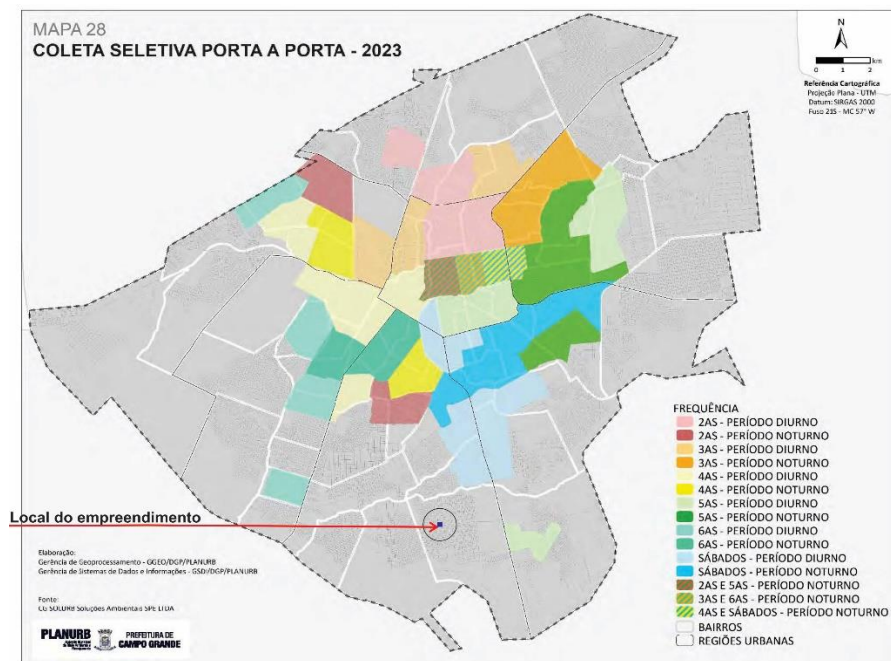 MAPA 28
COLETA SELETIVA PORTA A PORTA - 2023
N
km
0 1 2
Referência Cartográfica
Projeção Plana - UTM
Datum: SIRGAS 2000
Fuso 21S - MC 57° W
FREQUÊNCIA
2AS - PERÍODO DIURNO
2AS - PERÍODO NOTURNO
3AS - PERÍODO DIURNO
3AS - PERÍODO NOTURNO
4AS - PERÍODO DIURNO
4AS - PERÍODO NOTURNO
5AS - PERÍODO DIURNO
5AS - PERÍODO NOTURNO
6AS - PERÍODO DIURNO
6AS - PERÍODO NOTURNO
SÁBADOS - PERÍODO DIURNO
SÁBADOS - PERÍODO NOTURNO
2AS E 5AS - PERÍODO NOTURNO
3AS E 6AS - PERÍODO NOTURNO
4AS E SÁBADOS - PERÍODO NOTURNO
BAIRROS
REGIÕES URBANAS
Local do empreendimento
Elaboração:
Gerência de Geoprocessamento - GGEO/DGP/PLANURB
Gerência de Sistemas de Dados e Informações - GSDI/DGP/PLANURB
Fonte:
CG SOLURB Soluções Ambientais SPE LTDA
PLANURB
PREFEITURA DE
CAMPO GRANDE